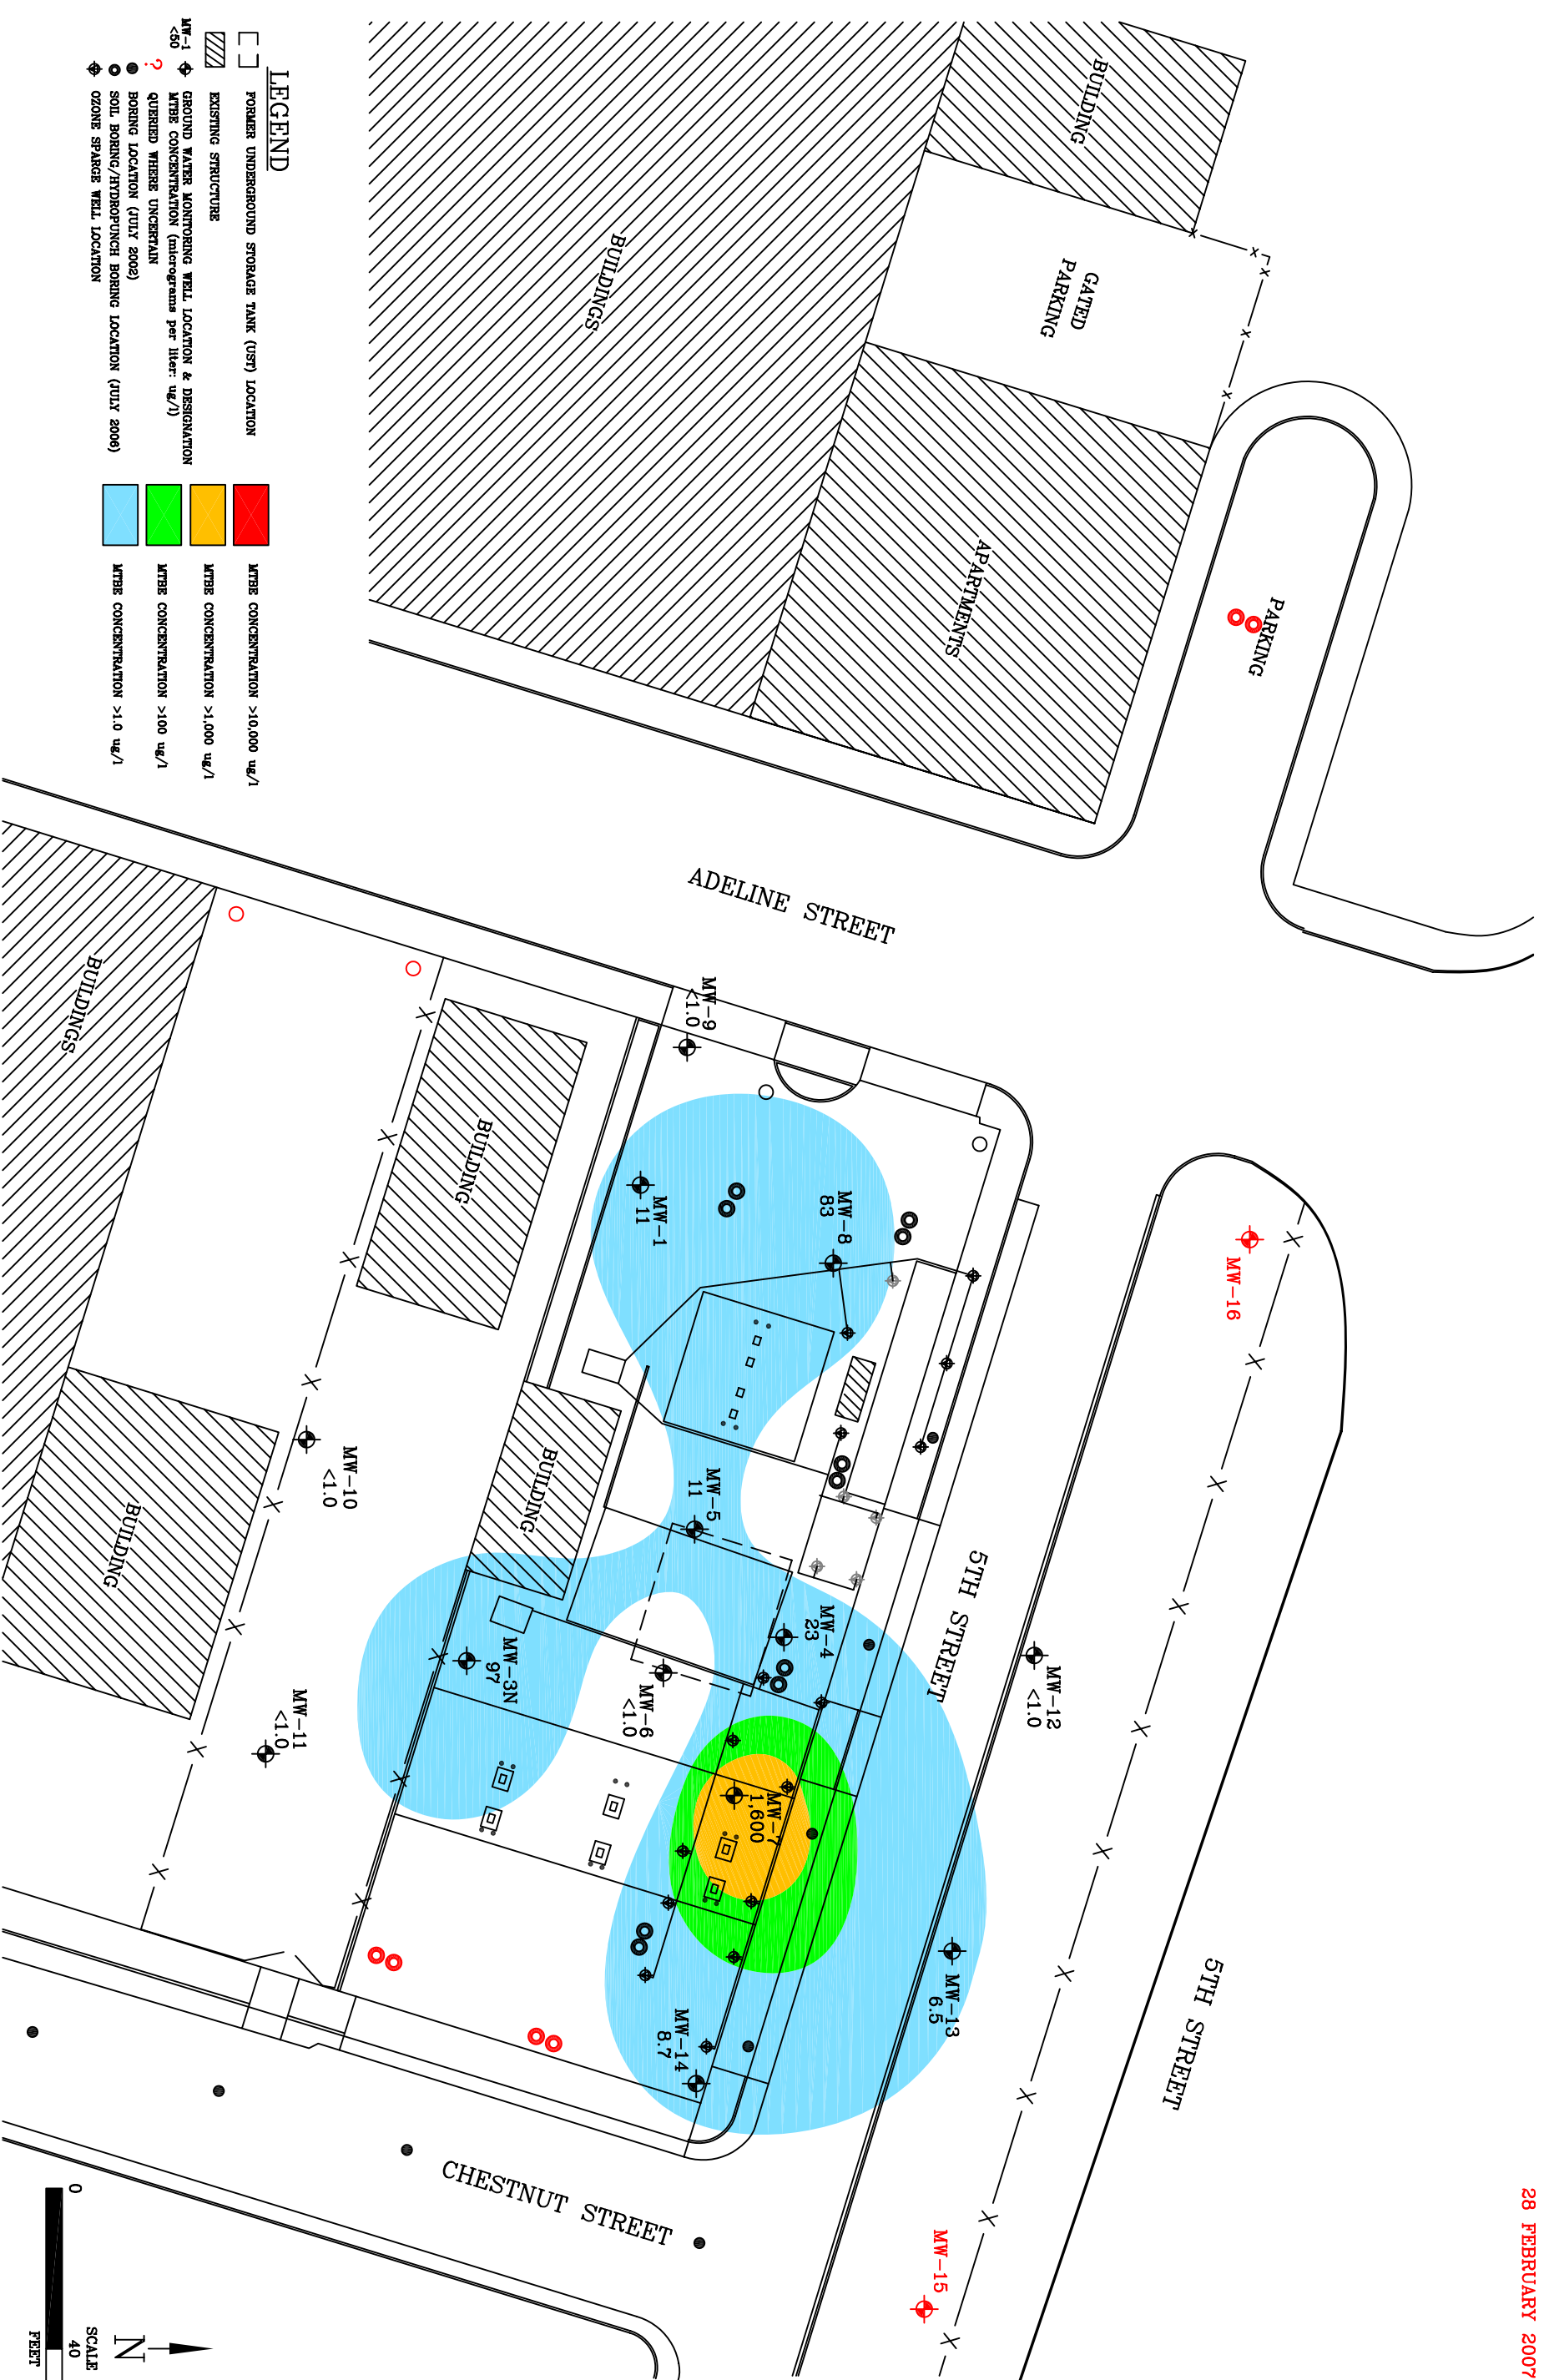 28 FEBRUARY 2007
BUILDING
GATED
PARKING
BUILDINGS
APARTMENTS
PARKING
ADELINE STREET
5TH STREET
5TH STREET
CHESTNUT STREET
BUILDINGS
BUILDING
BUILDING
BUILDING
MW-16
MW-9
<1.0
MW-1
11
MW-8
83
MW-5
11
MW-10
<1.0
MW-4
23
MW-12
<1.0
MW-3N
97
MW-6
<1.0
MW-11
<1.0
MW-7
1,600
MW-13
6.5
MW-14
8.7
MW-15
LEGEND
FORMER UNDERGROUND STORAGE TANK (UST) LOCATION
EXISTING STRUCTURE
MW-1
<50
GROUND WATER MONITORING WELL LOCATION & DESIGNATION
MTBE CONCENTRATION (micrograms per liter: ug/l)
? QUERIED WHERE UNCERTAIN
BORING LOCATION (JULY 2002)
SOIL BORING/HYDROPUNCH BORING LOCATION (JULY 2006)
OZONE SPARGE WELL LOCATION
MTBE CONCENTRATION >10,000 ug/l
MTBE CONCENTRATION >1,000 ug/l
MTBE CONCENTRATION >100 ug/l
MTBE CONCENTRATION >1.0 ug/l
N
SCALE
0 40
FEET